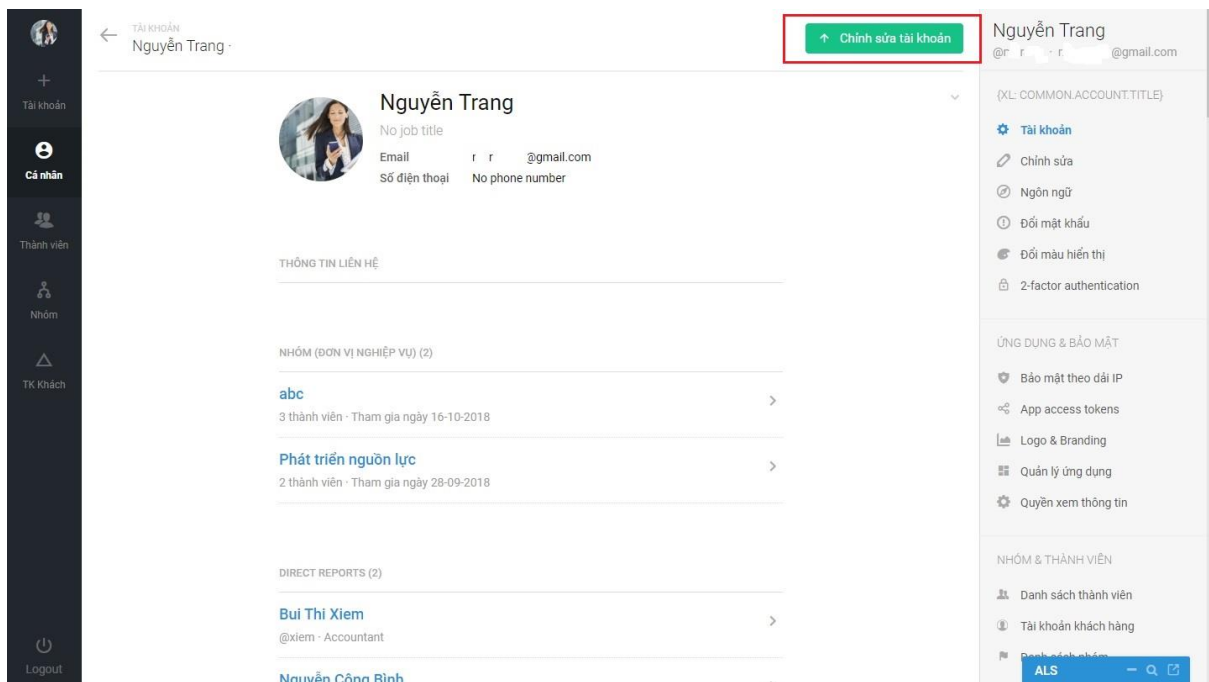 Tài khoản
Cá nhân
Thành viên
Nhóm
TK Khách
Logout
TÀI KHOẢN
Nguyễn Trang ·
Chỉnh sửa tài khoản
Nguyễn Trang
No job title
Email r r @gmail.com
Số điện thoại No phone number
THÔNG TIN LIÊN HỆ
NHÓM (ĐƠN VỊ NGHIỆP VỤ) (2)
abc
3 thành viên · Tham gia ngày 16-10-2018
Phát triển nguồn lực
2 thành viên · Tham gia ngày 28-09-2018
DIRECT REPORTS (2)
Bui Thi Xiem
@xiem · Accountant
Nguyễn Công Bình
Nguyễn Trang
@gmail.com
(XL: COMMON.ACCOUNT.TITLE)
Tài khoản
Chỉnh sửa
Ngôn ngữ
Đổi mật khẩu
Đổi màu hiển thị
2-factor authentication
ỨNG DỤNG & BẢO MẬT
Bảo mật theo dải IP
App access tokens
Logo & Branding
Quản lý ứng dụng
Quyền xem thông tin
NHÓM & THÀNH VIÊN
Danh sách thành viên
Tài khoản khách hàng
Danh sách nhóm
ALS